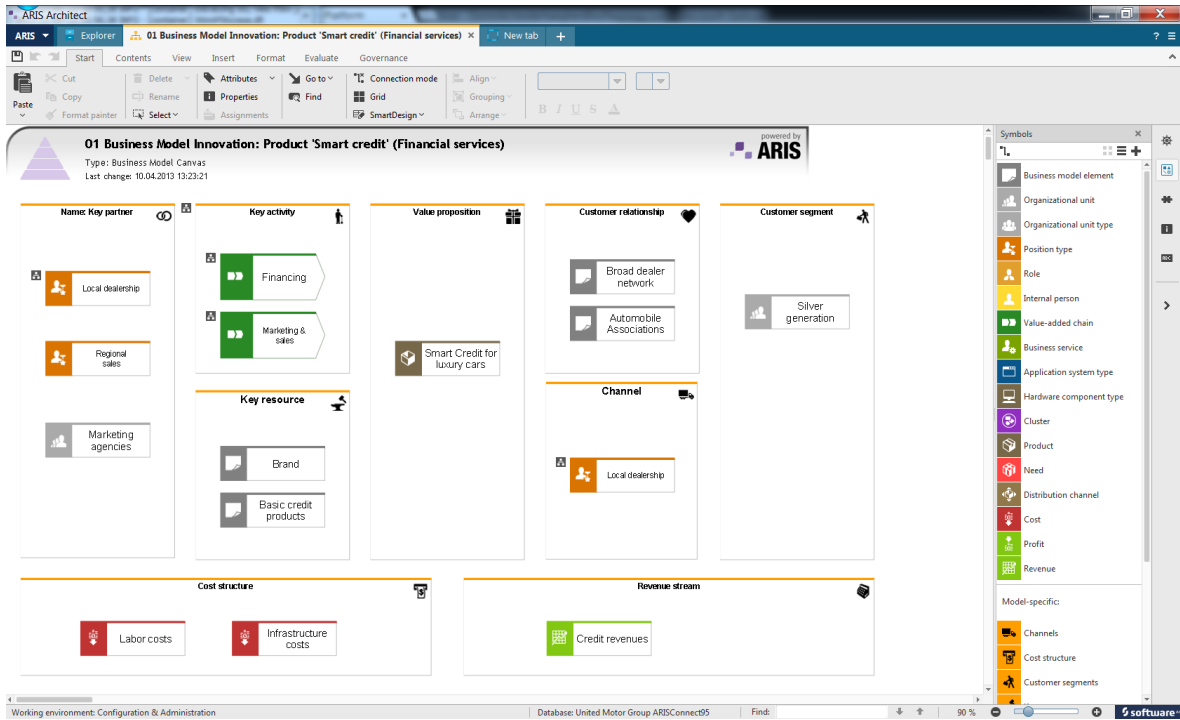 ARIS Architect
ARIS Explorer 01 Business Model Innovation: Product 'Smart credit' (Financial services) × New tab +
? ☰
Start Contents View Insert Format Evaluate Governance
Paste
Cut
Copy
Format painter
Delete
Rename
Select
Attributes
Properties
Assignments
Go to
Find
Connection mode
Grid
SmartDesign
Align
Grouping
Arrange
B I U S A
01 Business Model Innovation: Product 'Smart credit' (Financial services)
Type: Business Model Canvas
Last change: 10.04.2013 13:23:21
powered by
ARIS
Name: Key partner
Local dealership
Regional
sales
Marketing
agencies
Key activity
Financing
Marketing &
sales
Key resource
Brand
Basic credit
products
Value proposition
Smart Credit for
luxury cars
Customer relationship
Broad dealer
network
Automobile
Associations
Channel
Local dealership
Customer segment
Silver
generation
Cost structure
Labor costs
Infrastructure
costs
Revenue stream
Credit revenues
Symbols
Business model element
Organizational unit
Organizational unit type
Position type
Role
Internal person
Value-added chain
Business service
Application system type
Hardware component type
Cluster
Product
Need
Distribution channel
Cost
Profit
Revenue
Model-specific:
Channels
Cost structure
Customer segments
Working environment: Configuration & Administration
Database: United Motor Group ARISConnect95
Find:
90 %
software